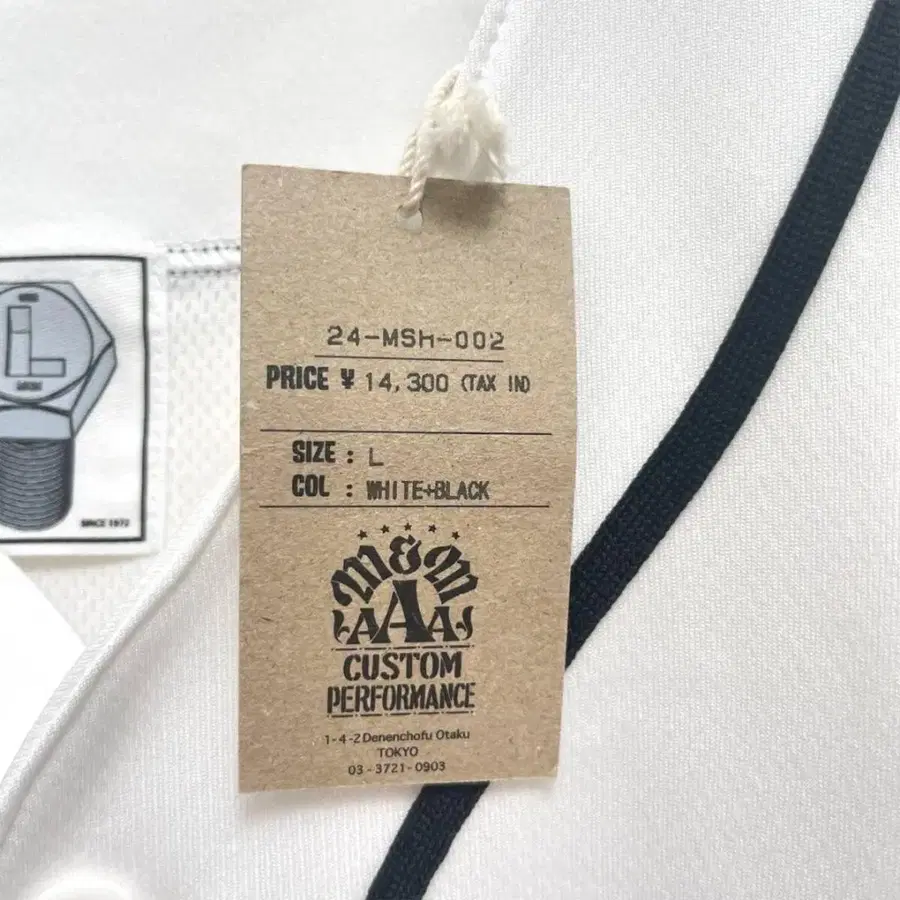 24-MSH-002
PRICE ¥ 14,300 (TAX IN)
SIZE : L
COL : WHITE+BLACK
M&M
AAA
CUSTOM
PERFORMANCE
1-4-2 Denenchofu Otaku
TOKYO
03-3721-0903
L
SINCE 1972